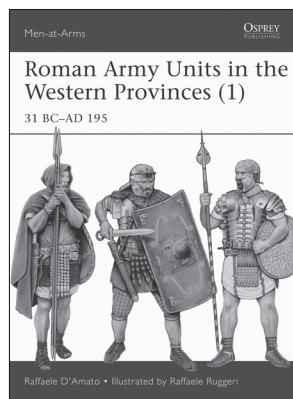 OSPREY
PUBLISHING
Men-at-Arms
Roman Army Units in the
Western Provinces (1)
31 BC–AD 195
Raffaele D'Amato • Illustrated by Raffaele Ruggeri